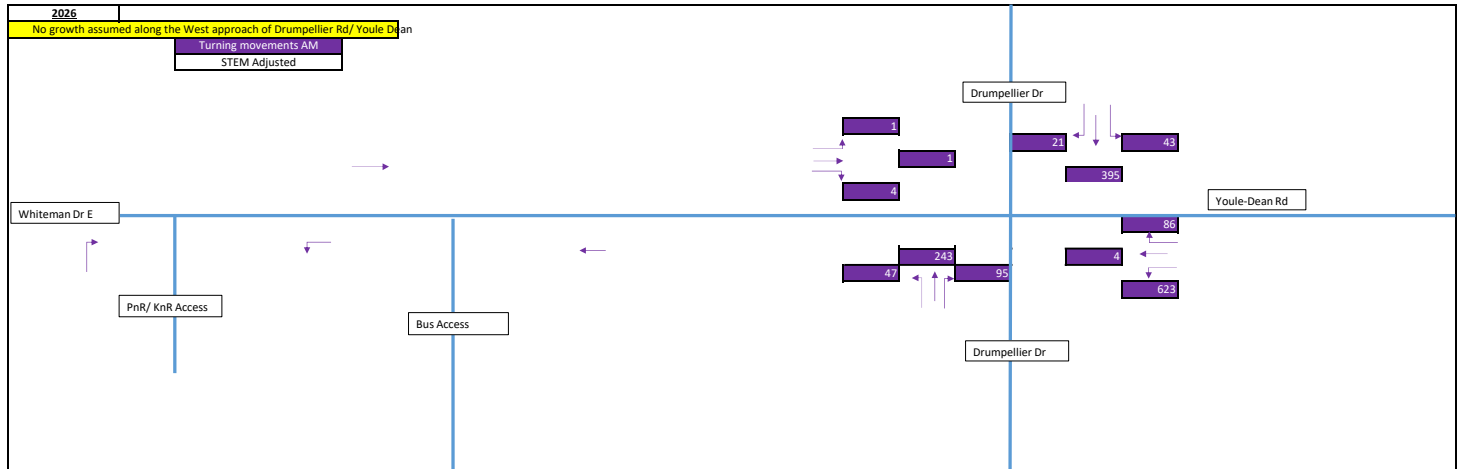 2026
No growth assumed along the West approach of Drumpellier Rd/ Youle Dean
Turning movements AM
STEM Adjusted
Drumpellier Dr
1
21
43
1
395
4
Youle-Dean Rd
Whiteman Dr E
86
243
4
47
95
623
PnR/ KnR Access
Bus Access
Drumpellier Dr